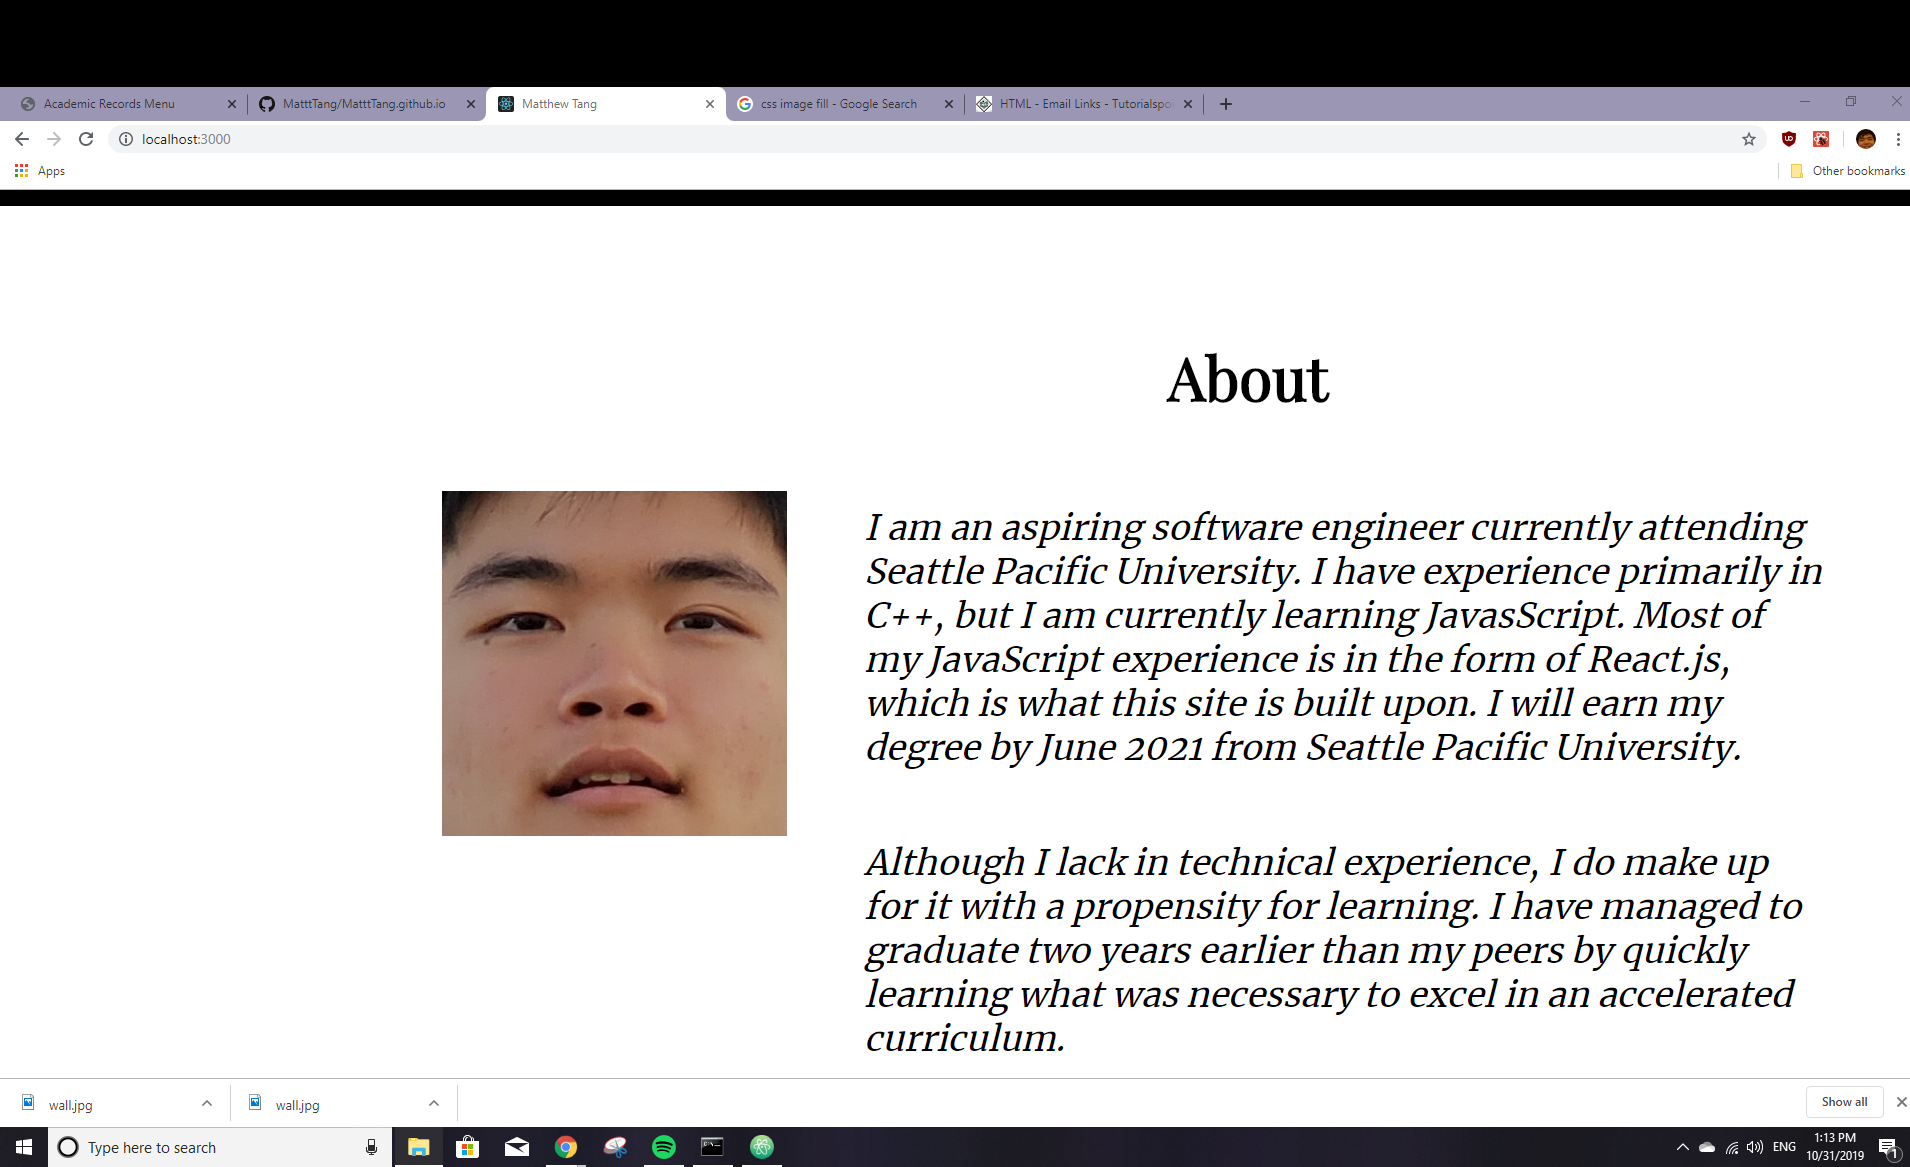 Academic Records Menu
MatttTang/MatttTang.github.io
Matthew Tang
css image fill - Google Search
HTML - Email Links - Tutorialspo
localhost:3000
Apps
Other bookmarks
About
I am an aspiring software engineer currently attending
Seattle Pacific University. I have experience primarily in
C++, but I am currently learning JavasScript. Most of
my JavaScript experience is in the form of React.js,
which is what this site is built upon. I will earn my
degree by June 2021 from Seattle Pacific University.
Although I lack in technical experience, I do make up
for it with a propensity for learning. I have managed to
graduate two years earlier than my peers by quickly
learning what was necessary to excel in an accelerated
curriculum.
wall.jpg
wall.jpg
Show all
Type here to search
ENG
1:13 PM
10/31/2019
1